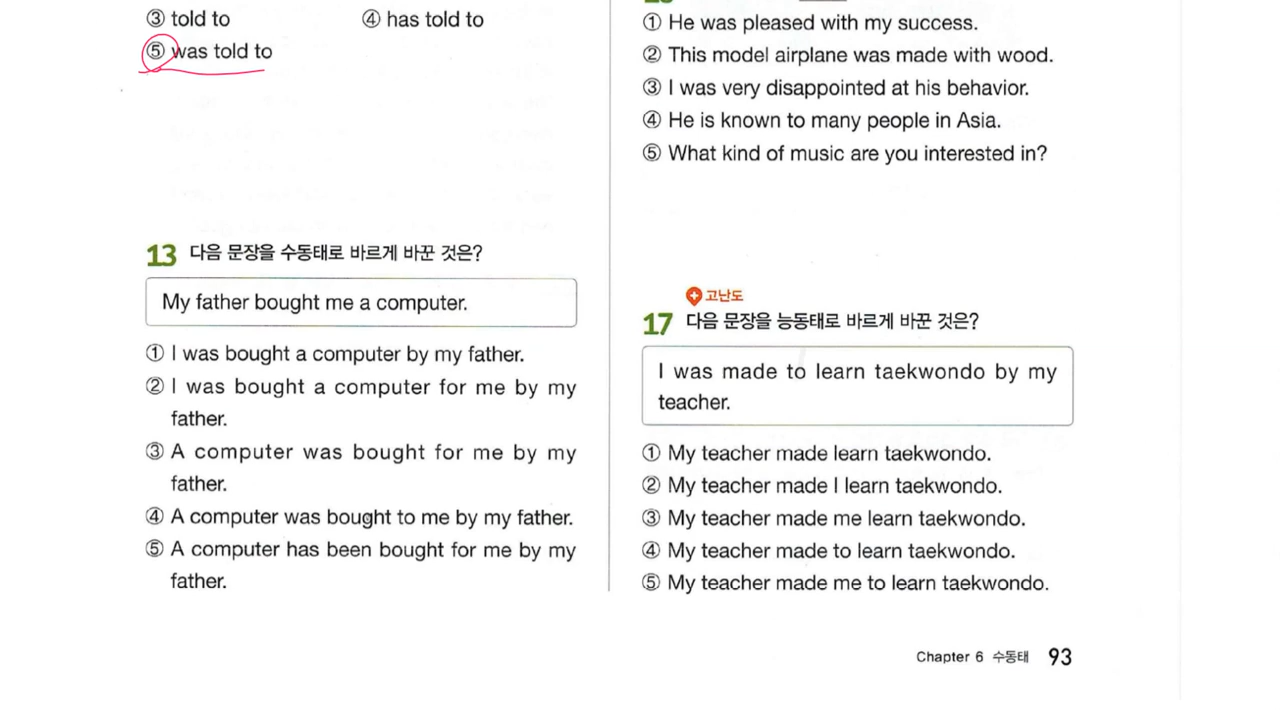 ③ told to
④ has told to
⑤ was told to
13 다음 문장을 수동태로 바르게 바꾼 것은?
My father bought me a computer.
① I was bought a computer by my father.
② I was bought a computer for me by my
father.
③ A computer was bought for me by my
father.
④ A computer was bought to me by my father.
⑤ A computer has been bought for me by my
father.
① He was pleased with my success.
② This model airplane was made with wood.
③ I was very disappointed at his behavior.
④ He is known to many people in Asia.
⑤ What kind of music are you interested in?
고난도
17 다음 문장을 능동태로 바르게 바꾼 것은?
I was made to learn taekwondo by my
teacher.
① My teacher made learn taekwondo.
② My teacher made I learn taekwondo.
③ My teacher made me learn taekwondo.
④ My teacher made to learn taekwondo.
⑤ My teacher made me to learn taekwondo.
Chapter 6 수동태 93